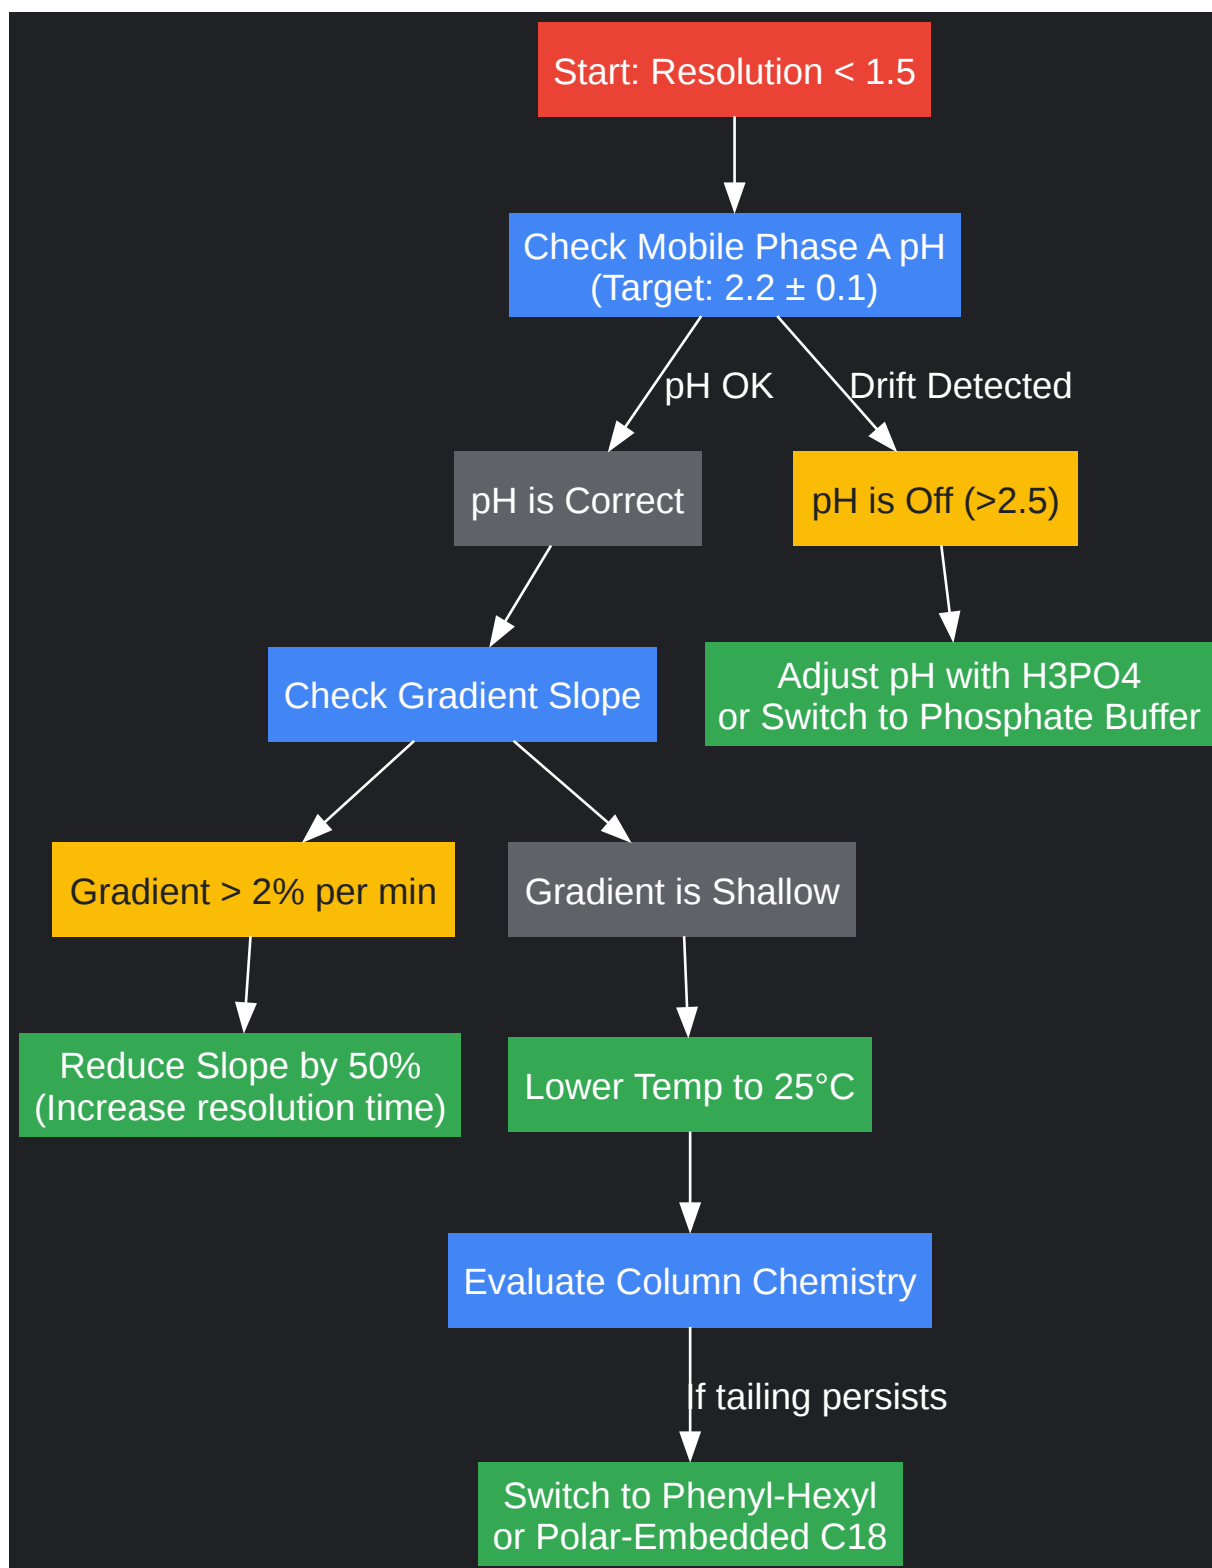 Start: Resolution < 1.5
Check Mobile Phase A pH
(Target: 2.2 ± 0.1)
pH OK
Drift Detected
pH is Correct
pH is Off (>2.5)
Check Gradient Slope
Adjust pH with H3PO4
or Switch to Phosphate Buffer
Gradient > 2% per min
Gradient is Shallow
Reduce Slope by 50%
(Increase resolution time)
Lower Temp to 25°C
Evaluate Column Chemistry
If tailing persists
Switch to Phenyl-Hexyl
or Polar-Embedded C18